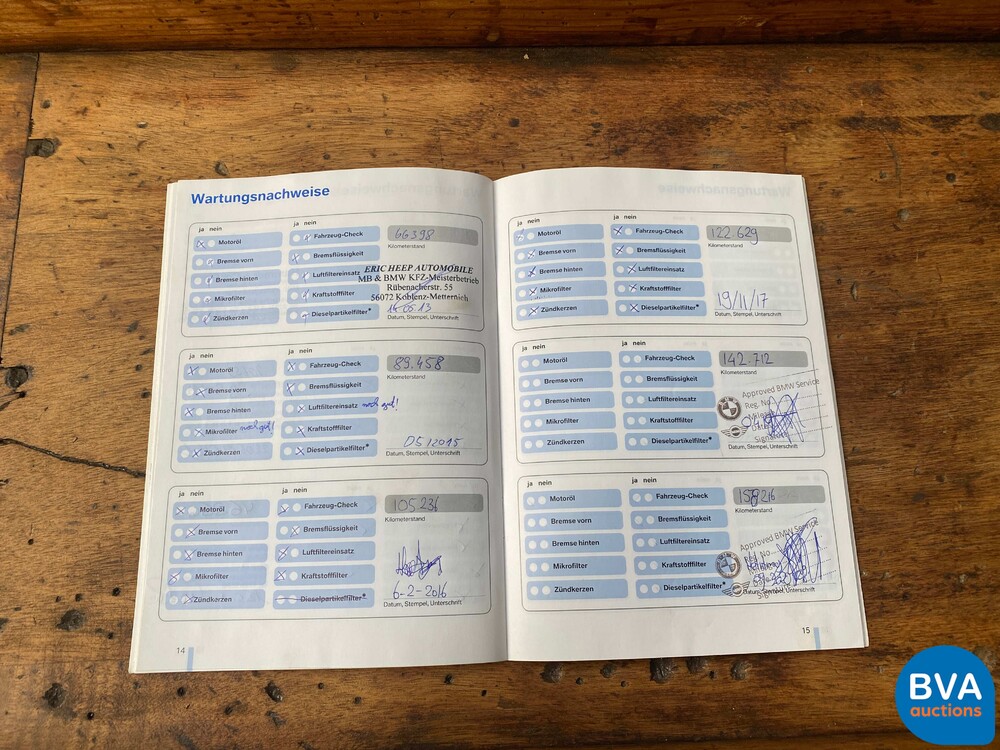 Wartungsnachweise
ja nein ja nein
Motoröl Fahrzeug-Check 66398
Kilometerstand
Bremse vorn Bremsflüssigkeit
Bremse hinten Luftfiltereinsatz
Mikrofilter Kraftstofffilter
Zündkerzen Dieselpartikelfilter*
ERIC HEEP AUTOMOBILE
MB & BMW KFZ-Meisterbetrieb
Rübenacherstr. 55
56072 Koblenz-Metternich
05 13
Datum, Stempel, Unterschrift
ja nein ja nein
Motoröl Fahrzeug-Check 89.458
Kilometerstand
Bremse vorn Bremsflüssigkeit
Bremse hinten Luftfiltereinsatz noch gut!
Mikrofilter noch gut! Kraftstofffilter
Zündkerzen Dieselpartikelfilter* 05/2015
Datum, Stempel, Unterschrift
ja nein ja nein
Motoröl Fahrzeug-Check 105 236
Kilometerstand
Bremse vorn Bremsflüssigkeit
Bremse hinten Luftfiltereinsatz
Mikrofilter Kraftstofffilter
Zündkerzen Dieselpartikelfilter* 6-2-2016
Datum, Stempel, Unterschrift
14
ja nein ja nein
Motoröl Fahrzeug-Check 122 629
Kilometerstand
Bremse vorn Bremsflüssigkeit
Bremse hinten Luftfiltereinsatz
Mikrofilter Kraftstofffilter 19/11/17
Zündkerzen Dieselpartikelfilter*
Datum, Stempel, Unterschrift
ja nein ja nein
Motoröl Fahrzeug-Check 142.712
Kilometerstand
Bremse vorn Bremsflüssigkeit
Bremse hinten Luftfiltereinsatz
Mikrofilter Kraftstofffilter
Zündkerzen Dieselpartikelfilter*
Approved BMW Service
Reg. No.
Datum, Stempel, Unterschrift
ja nein ja nein
Motoröl Fahrzeug-Check 158216
Kilometerstand
Bremse vorn Bremsflüssigkeit
Bremse hinten Luftfiltereinsatz
Mikrofilter Kraftstofffilter
Zündkerzen Dieselpartikelfilter*
Approved BMW Service
Reg. No.
Datum, Stempel, Unterschrift
15
BVA
auctions